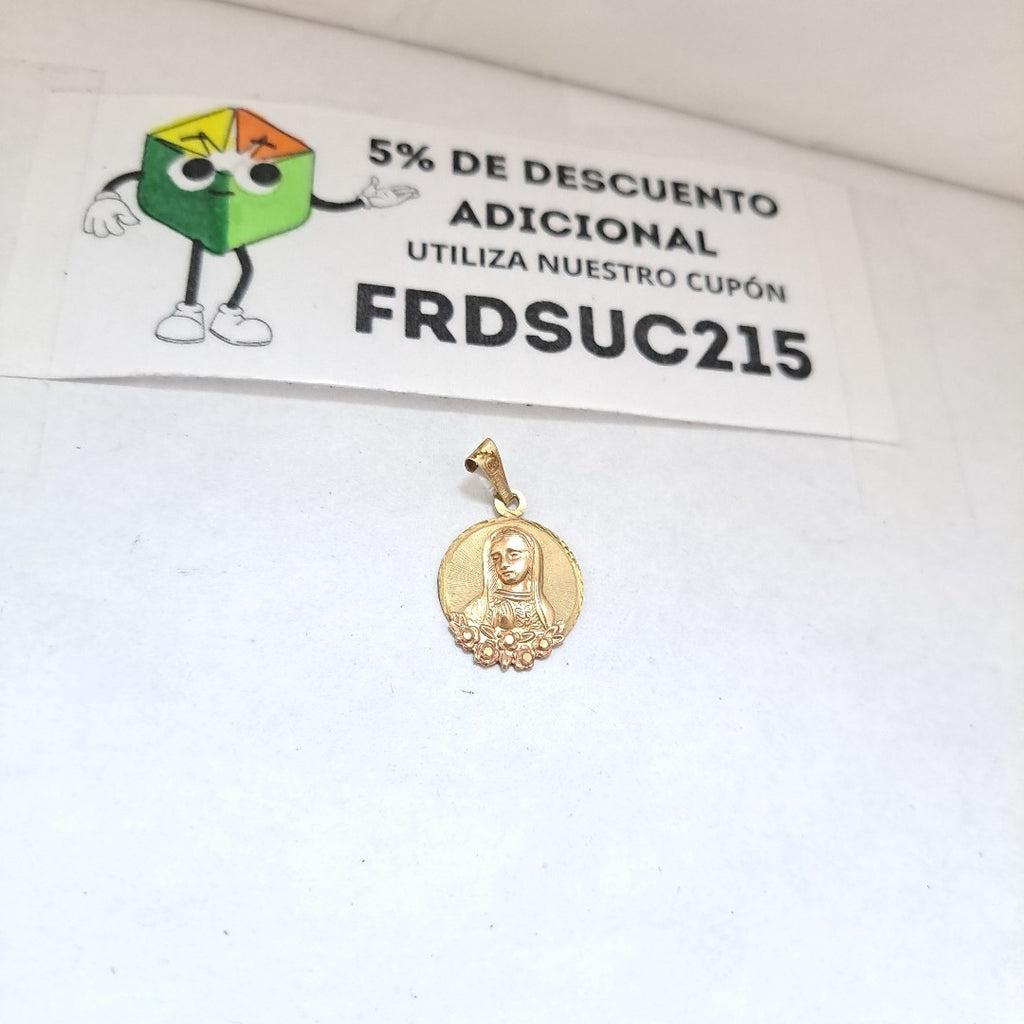 5% DE DESCUENTO
ADICIONAL
UTILIZA NUESTRO CUPÓN
FRDSUC215